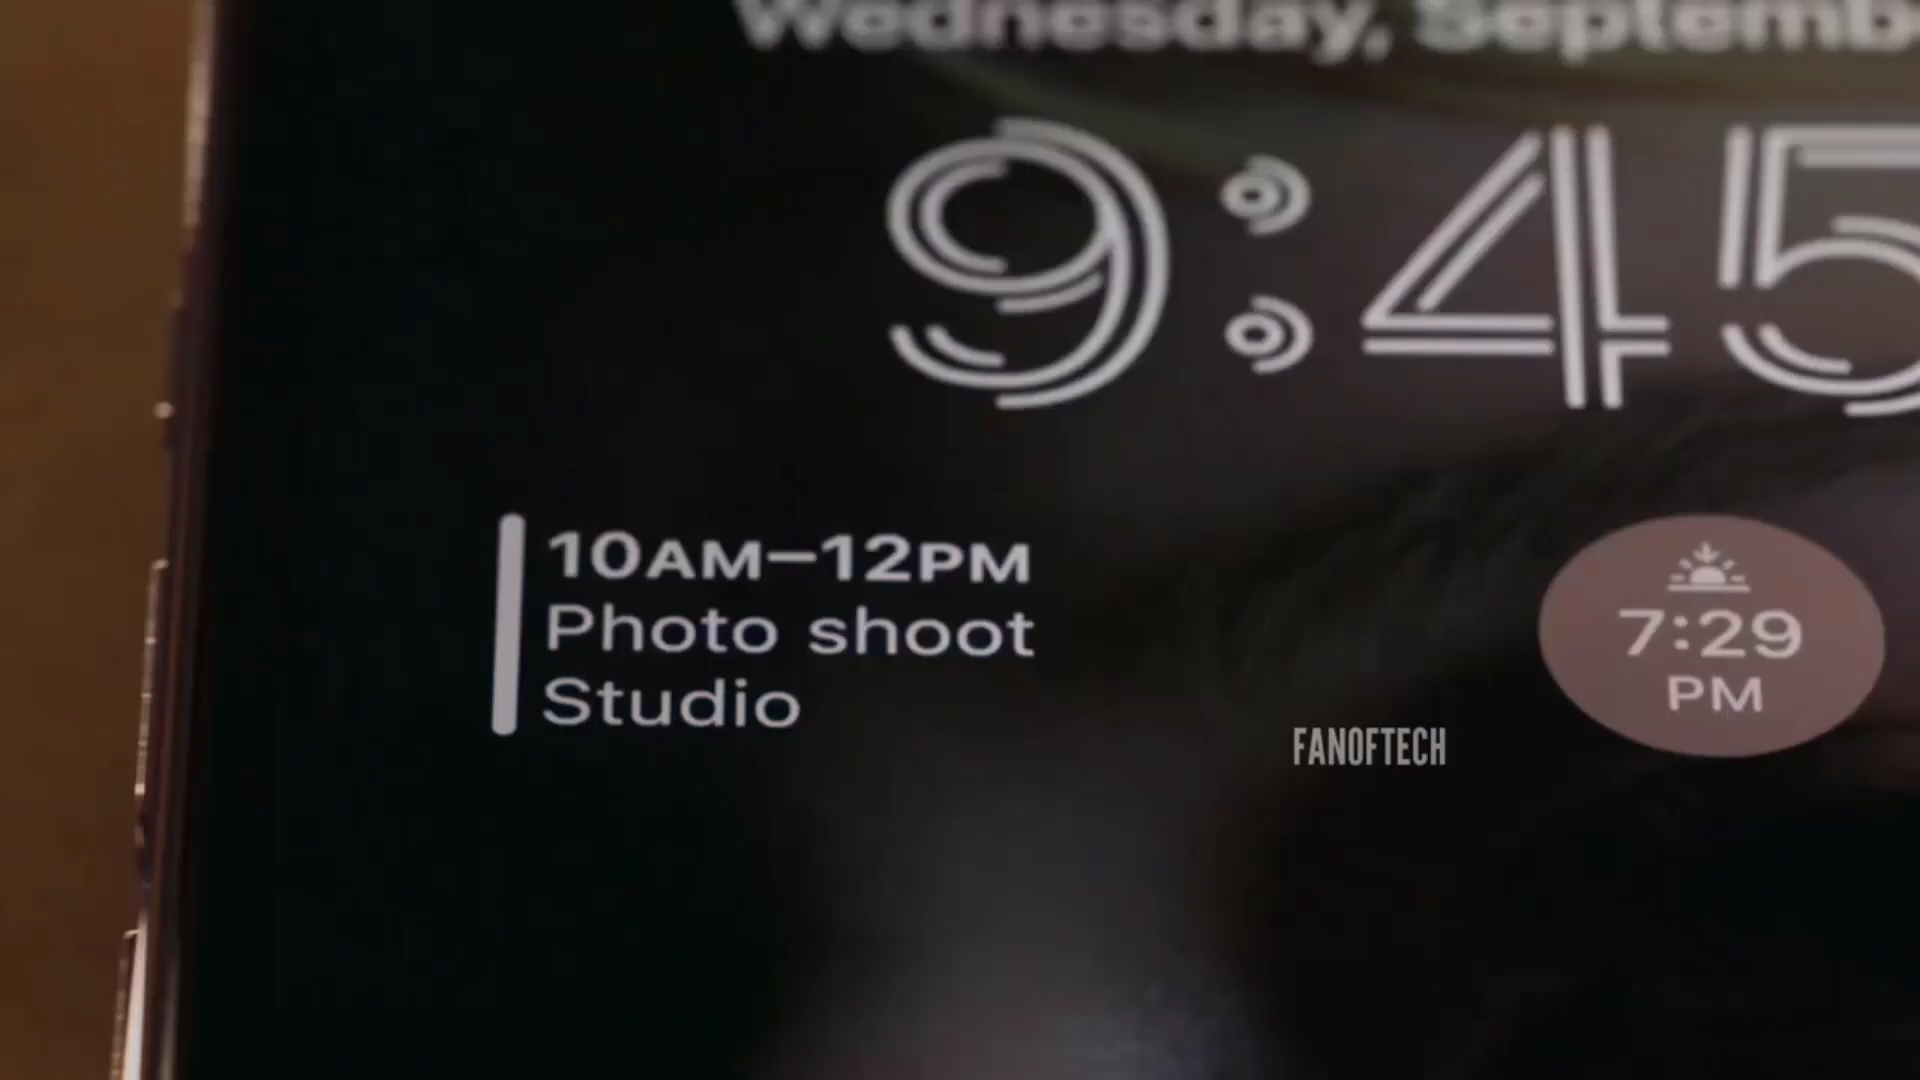 Wednesday, Septemb
9:45
10AM–12PM
Photo shoot
Studio
7:29
PM
FANOFTECH